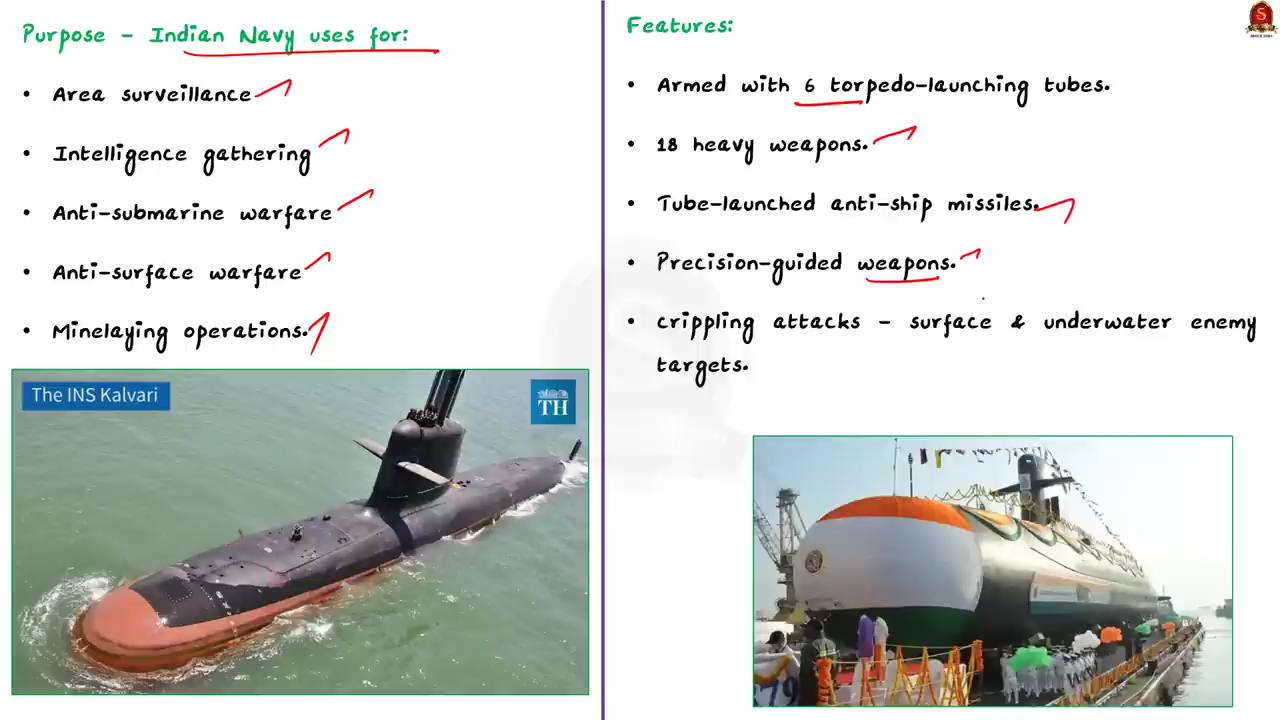 Purpose - Indian Navy uses for:
• Area surveillance
• Intelligence gathering
• Anti-submarine warfare
• Anti-surface warfare
• Minelaying operations.
The INS Kalvari
TH
Features:
• Armed with 6 torpedo-launching tubes.
• 18 heavy weapons.
• Tube-launched anti-ship missiles.
• Precision-guided weapons.
• crippling attacks - surface & underwater enemy
targets.
S